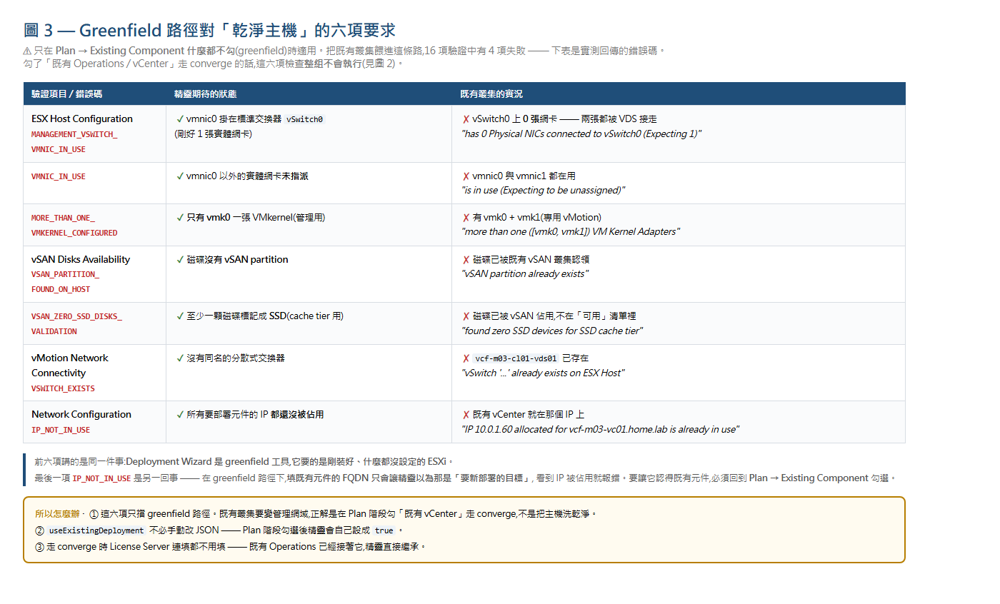 圖 3 — Greenfield 路徑對「乾淨主機」的六項要求
⚠ 只在 Plan → Existing Component 什麼都不勾(greenfield)時適用。把既有叢集餵進這條路,16 項驗證中有 4 項失敗 —— 下表是實測回傳的錯誤碼。
勾了「既有 Operations / vCenter」走 converge 的話,這六項檢查整組不會執行(見圖 2)。
驗證項目 / 錯誤碼
精靈期待的狀態
既有叢集的實況
ESX Host Configuration
MANAGEMENT_VSWITCH_
VMNIC_IN_USE
✓ vmnic0 掛在標準交換器 vSwitch0
(剛好 1 張實體網卡)
✗ vSwitch0 上 0 張網卡 —— 兩張都被 VDS 接走
"has 0 Physical NICs connected to vSwitch0 (Expecting 1)"
VMNIC_IN_USE
✓ vmnic0 以外的實體網卡未指派
✗ vmnic0 與 vmnic1 都在用
"is in use (Expecting to be unassigned)"
MORE_THAN_ONE_
VMKERNEL_CONFIGURED
✓ 只有 vmk0 一張 VMkernel(管理用)
✗ 有 vmk0 + vmk1(專用 vMotion)
"more than one ([vmk0, vmk1]) VM Kernel Adapters"
vSAN Disks Availability
VSAN_PARTITION_
FOUND_ON_HOST
✓ 磁碟沒有 vSAN partition
✗ 磁碟已被既有 vSAN 叢集認領
"vSAN partition already exists"
VSAN_ZERO_SSD_DISKS_
VALIDATION
✓ 至少一顆磁碟標記成 SSD(cache tier 用)
✗ 磁碟已被 vSAN 佔用,不在「可用」清單裡
"found zero SSD devices for SSD cache tier"
vMotion Network
Connectivity
VSWITCH_EXISTS
✓ 沒有同名的分散式交換器
✗ vcf-m03-cl01-vds01 已存在
"vSwitch '...' already exists on ESX Host"
Network Configuration
IP_NOT_IN_USE
✓ 所有要部署元件的 IP 都還沒被佔用
✗ 既有 vCenter 就在那個 IP 上
"IP 10.0.1.60 allocated for vcf-m03-vc01.home.lab is already in use"
前六項講的是同一件事:Deployment Wizard 是 greenfield 工具,它要的是剛裝好、什麼都沒設定的 ESXi。
最後一項 IP_NOT_IN_USE 是另一回事 —— 在 greenfield 路徑下,填既有元件的 FQDN 只會讓精靈以為那是「要新部署的目標」, 看到 IP 被佔用就報錯。要讓它認得既有元件,必須回到 Plan → Existing Component 勾選。
所以怎麼辦 · ① 這六項只擋 greenfield 路徑。既有叢集要變管理網域,正解是在 Plan 階段勾「既有 vCenter」走 converge,不是把主機洗乾淨。
② useExistingDeployment 不必手動改 JSON —— Plan 階段勾選後精靈會自己設成 true 。
③ 走 converge 時 License Server 連填都不用填 —— 既有 Operations 已經接著它,精靈直接繼承。